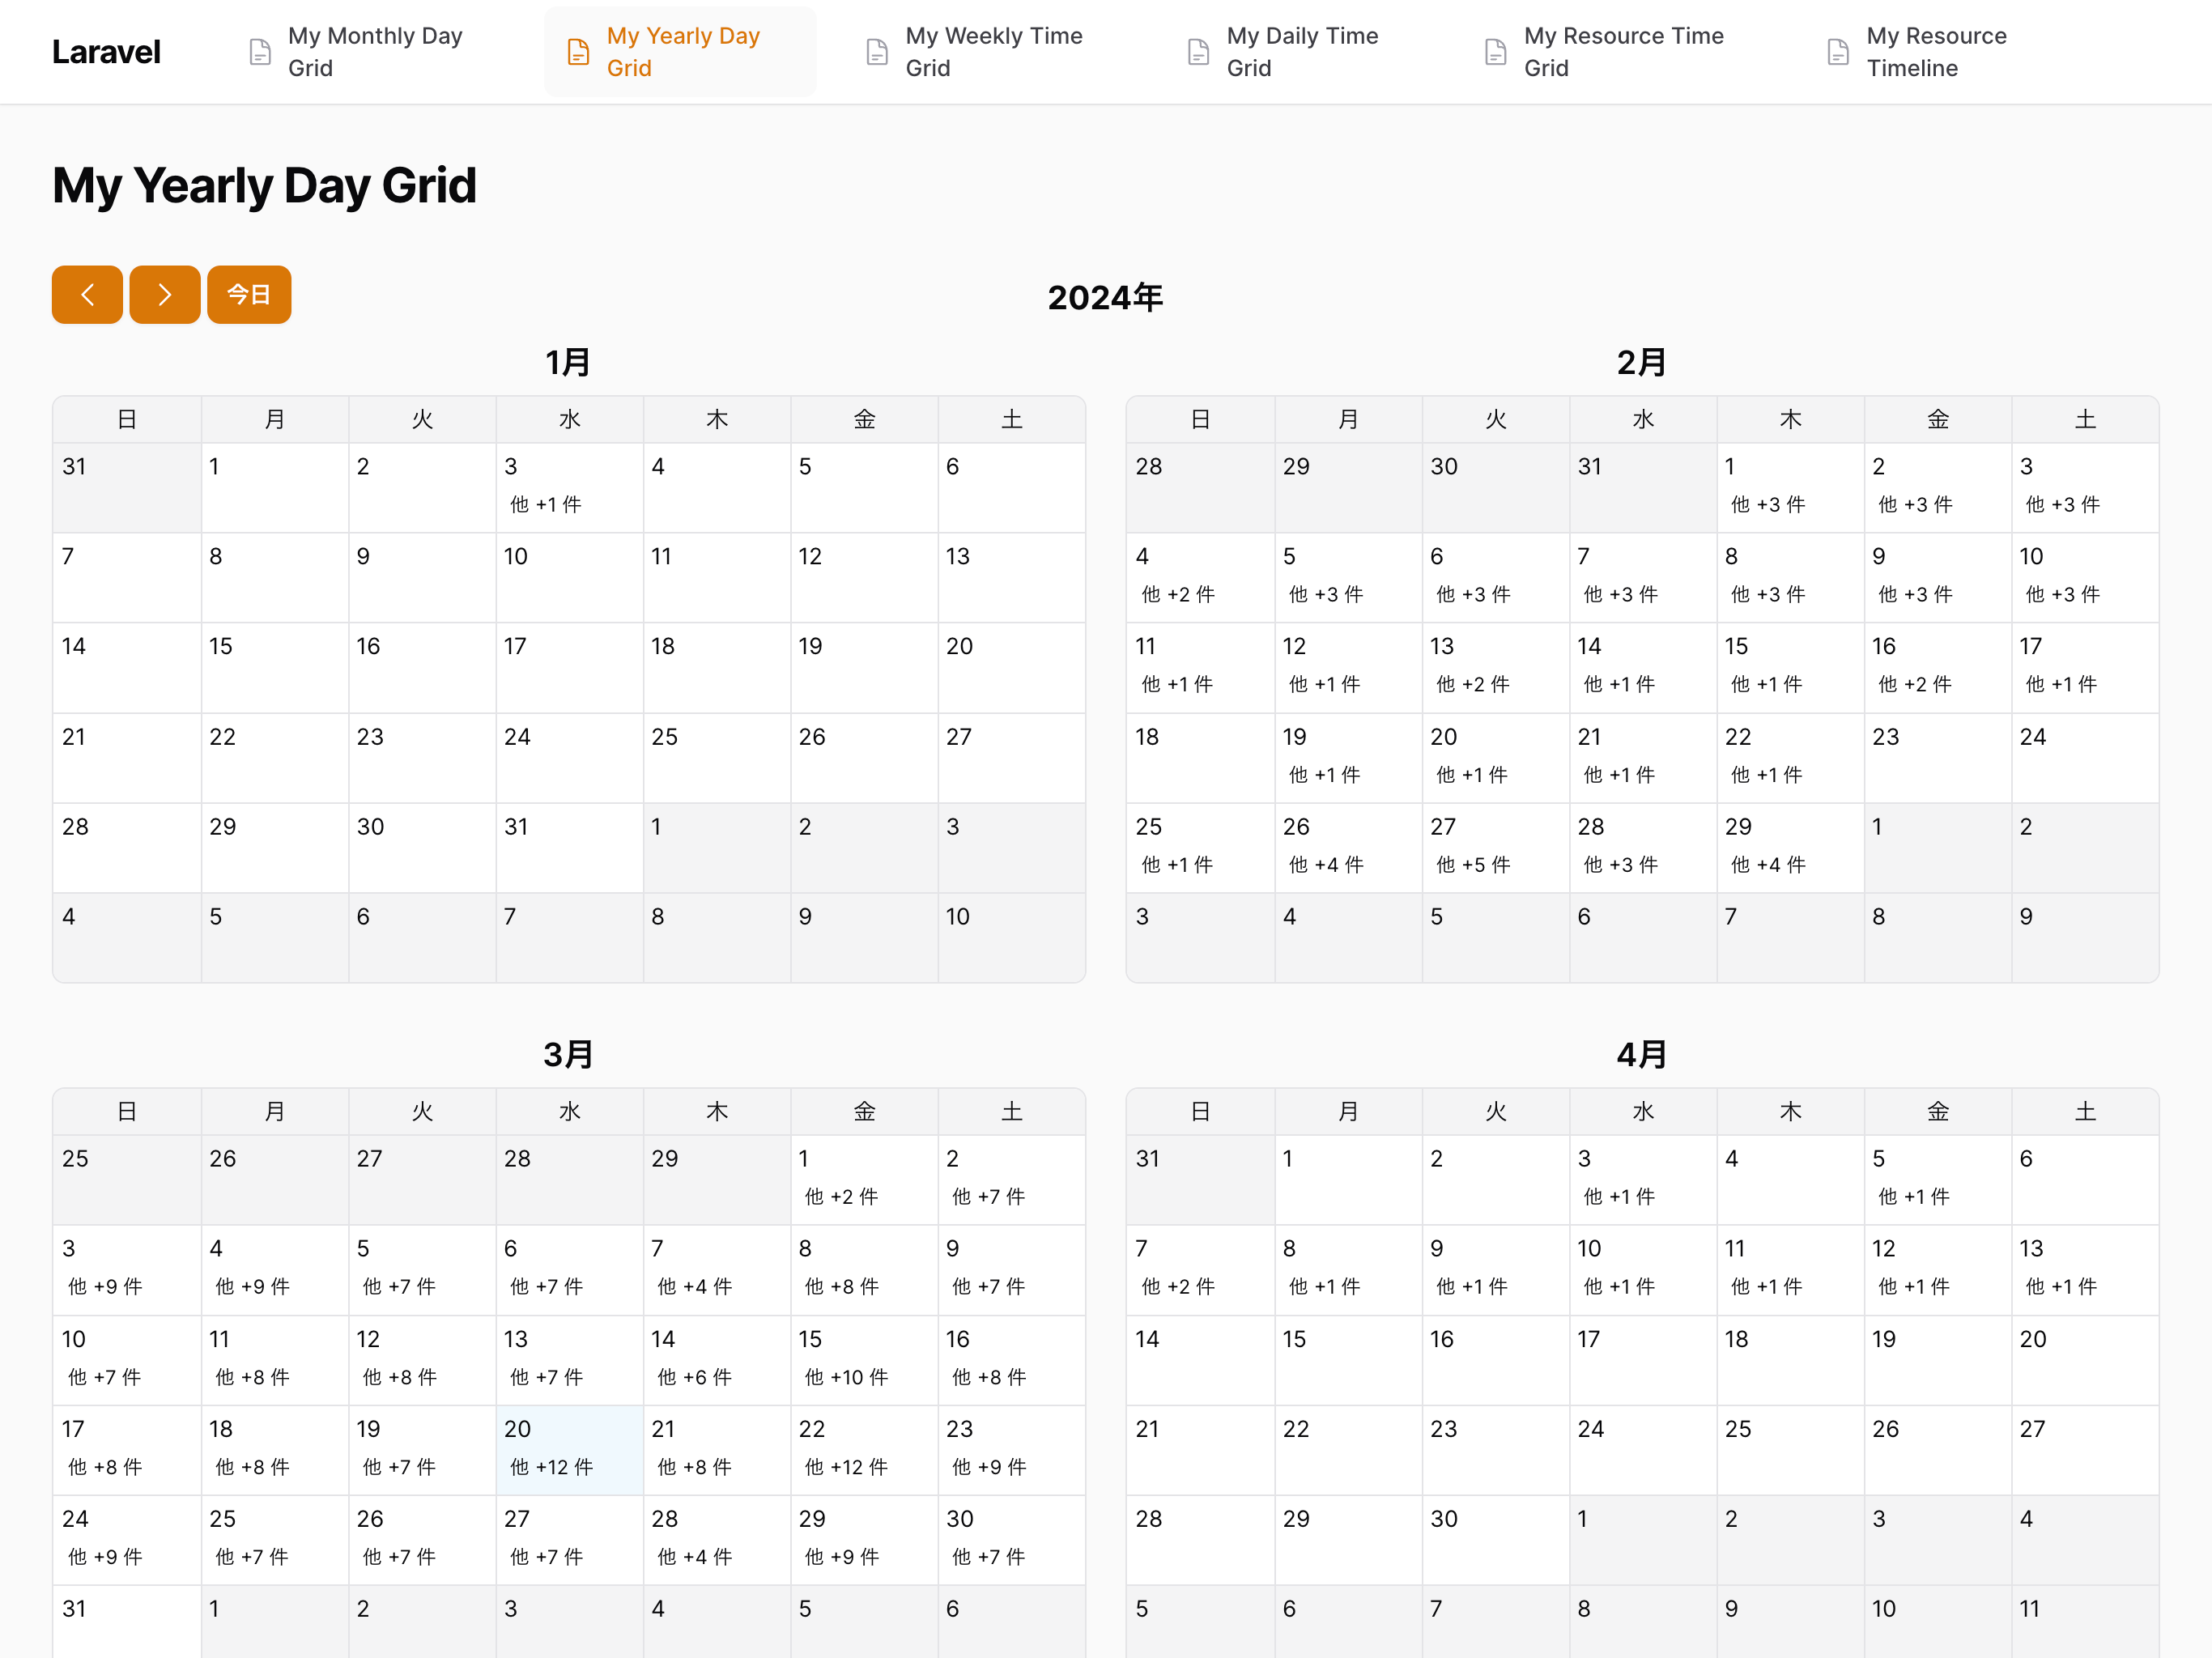 Laravel
My Monthly Day
Grid
My Yearly Day
Grid
My Weekly Time
Grid
My Daily Time
Grid
My Resource Time
Grid
My Resource
Timeline
My Yearly Day Grid
今日
2024年
1月
日 月 火 水 木 金 土
31 1 2 3 4 5 6
他 +1 件
7 8 9 10 11 12 13
14 15 16 17 18 19 20
21 22 23 24 25 26 27
28 29 30 31 1 2 3
4 5 6 7 8 9 10
2月
日 月 火 水 木 金 土
28 29 30 31 1 2 3
他 +3 件 他 +3 件 他 +3 件
4 5 6 7 8 9 10
他 +2 件 他 +3 件 他 +3 件 他 +3 件 他 +3 件 他 +3 件 他 +3 件
11 12 13 14 15 16 17
他 +1 件 他 +1 件 他 +2 件 他 +1 件 他 +1 件 他 +2 件 他 +1 件
18 19 20 21 22 23 24
他 +1 件 他 +1 件 他 +1 件 他 +1 件
25 26 27 28 29 1 2
他 +1 件 他 +4 件 他 +5 件 他 +3 件 他 +4 件
3 4 5 6 7 8 9
3月
日 月 火 水 木 金 土
25 26 27 28 29 1 2
他 +2 件 他 +7 件
3 4 5 6 7 8 9
他 +9 件 他 +9 件 他 +7 件 他 +7 件 他 +4 件 他 +8 件 他 +7 件
10 11 12 13 14 15 16
他 +7 件 他 +8 件 他 +8 件 他 +7 件 他 +6 件 他 +10 件 他 +8 件
17 18 19 20 21 22 23
他 +8 件 他 +8 件 他 +7 件 他 +12 件 他 +8 件 他 +12 件 他 +9 件
24 25 26 27 28 29 30
他 +9 件 他 +7 件 他 +7 件 他 +7 件 他 +4 件 他 +9 件 他 +7 件
31 1 2 3 4 5 6
4月
日 月 火 水 木 金 土
31 1 2 3 4 5 6
他 +1 件 他 +1 件
7 8 9 10 11 12 13
他 +2 件 他 +1 件 他 +1 件 他 +1 件 他 +1 件 他 +1 件 他 +1 件
14 15 16 17 18 19 20
21 22 23 24 25 26 27
28 29 30 1 2 3 4
5 6 7 8 9 10 11